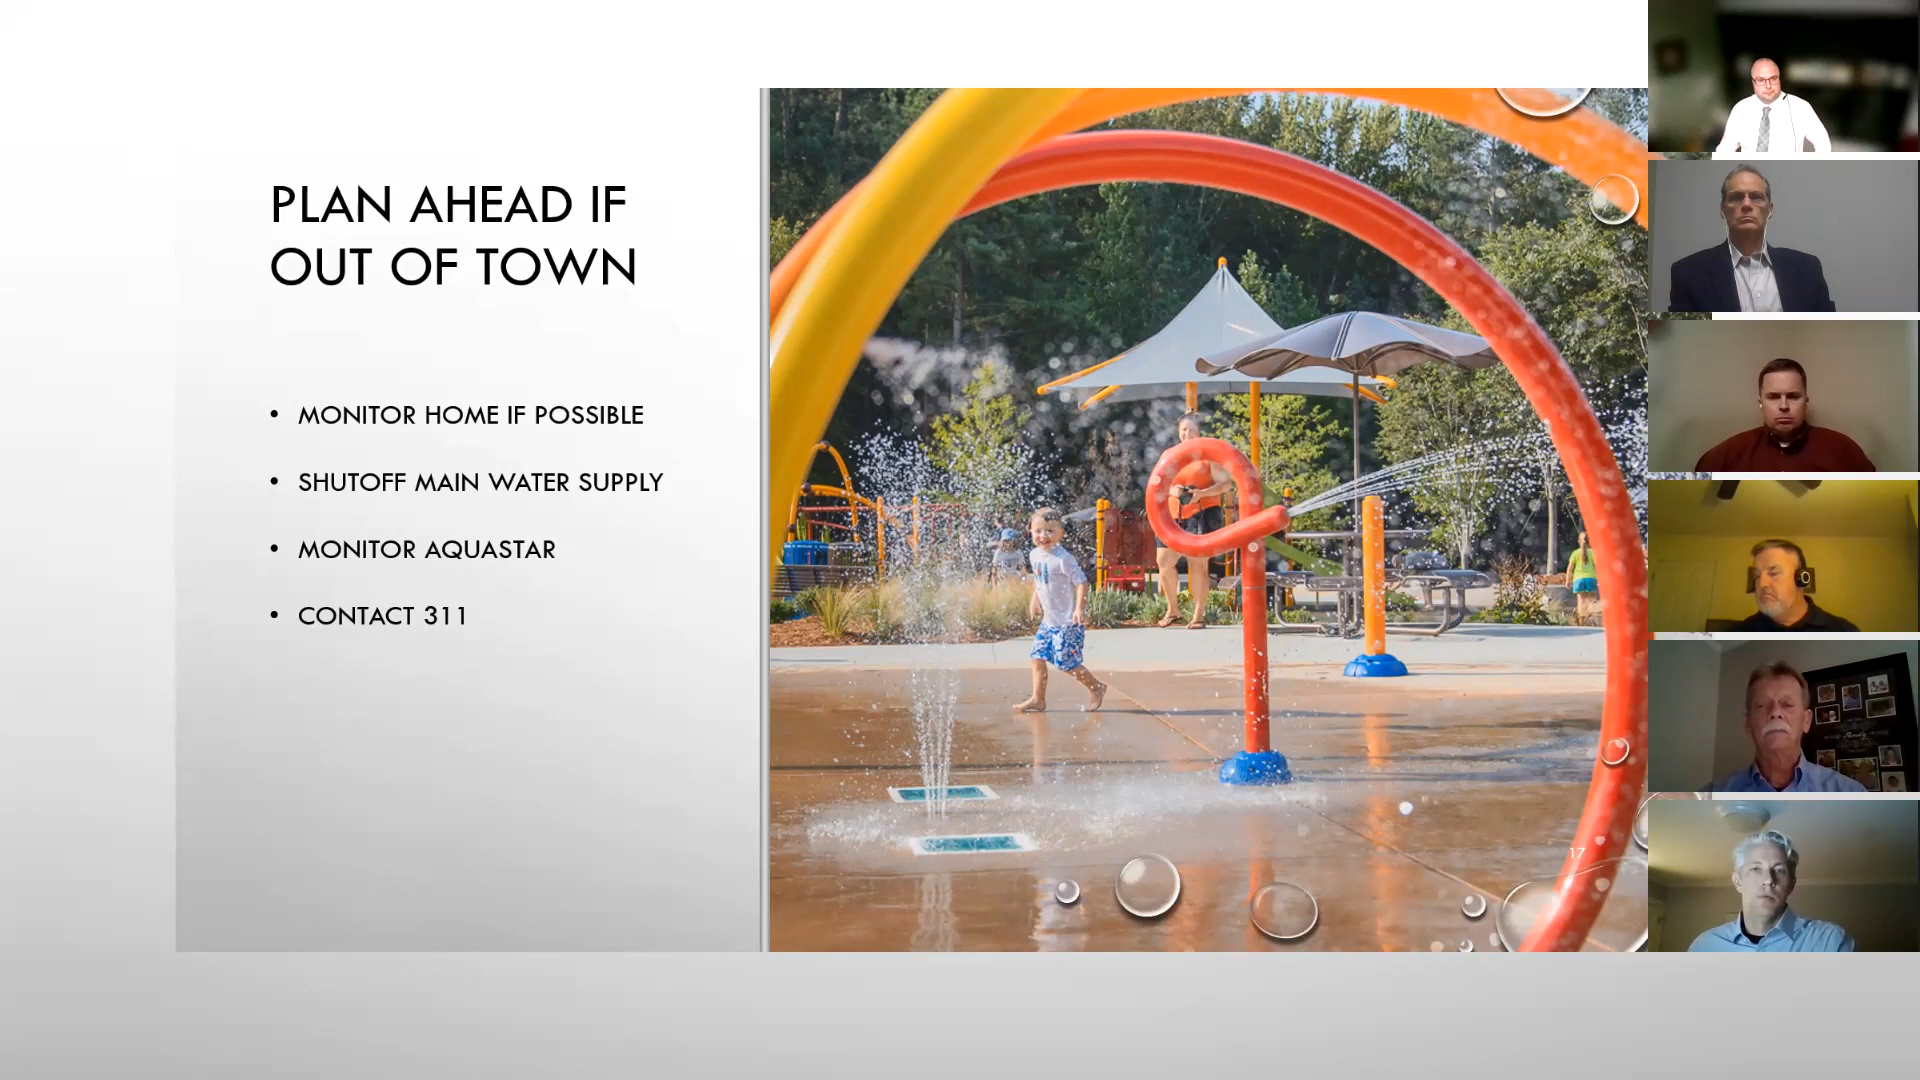 PLAN AHEAD IF
OUT OF TOWN
• MONITOR HOME IF POSSIBLE
• SHUTOFF MAIN WATER SUPPLY
• MONITOR AQUASTAR
• CONTACT 311
17
family